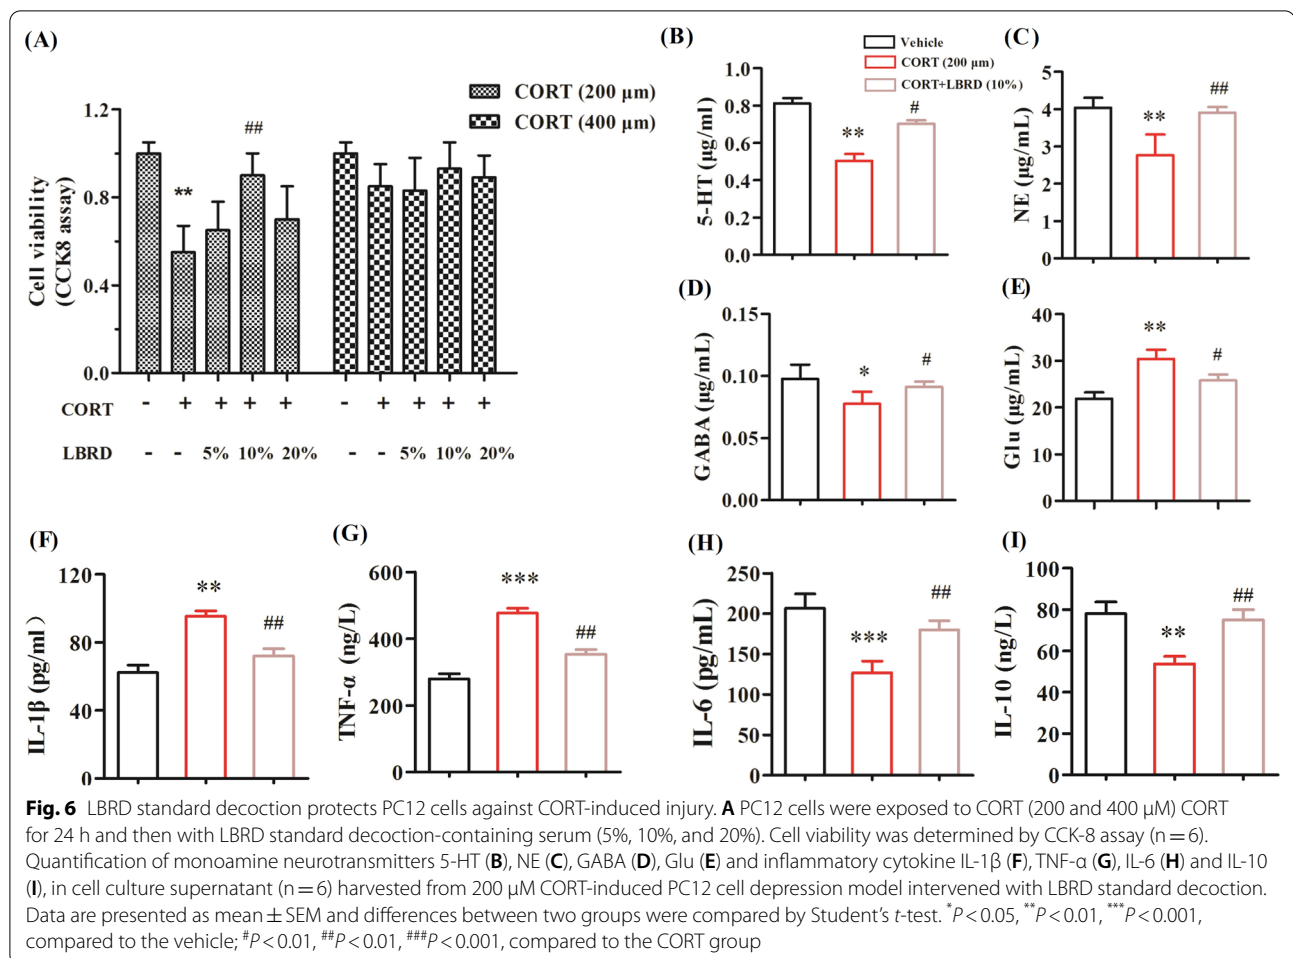 (A)
CORT (200 μm)
CORT (400 μm)
Cell viability
(CCK8 assay)
1.2
0.8
0.4
0.0
**
##
CORT - + + + + - + + + +
LBRD - - 5% 10% 20% - - 5% 10% 20%
(B)
Vehicle
CORT (200 μm)
CORT+LBRD (10%)
5-HT (μg/ml)
1.0
0.8
0.6
0.4
0.2
0.0
**
#
(C)
NE (μg/mL)
5
4
3
2
1
0
**
##
(D)
GABA (μg/mL)
0.15
0.10
0.05
0.00
*
#
(E)
Glu (μg/mL)
40
30
20
10
0
**
#
(F)
IL-1β (pg/ml)
120
80
40
0
**
##
(G)
TNF-α (ng/L)
600
400
200
0
***
##
(H)
IL-6 (pg/mL)
250
200
150
100
50
0
***
##
(I)
IL-10 (ng/L)
100
80
60
40
20
0
**
##
Fig. 6 LBRD standard decoction protects PC12 cells against CORT-induced injury. A PC12 cells were exposed to CORT (200 and 400 μM) CORT
for 24 h and then with LBRD standard decoction-containing serum (5%, 10%, and 20%). Cell viability was determined by CCK-8 assay (n = 6).
Quantification of monoamine neurotransmitters 5-HT (B), NE (C), GABA (D), Glu (E) and inflammatory cytokine IL-1β (F), TNF-α (G), IL-6 (H) and IL-10
(I), in cell culture supernatant (n = 6) harvested from 200 μM CORT-induced PC12 cell depression model intervened with LBRD standard decoction.
Data are presented as mean ± SEM and differences between two groups were compared by Student's t-test. *P < 0.05, **P < 0.01, ***P < 0.001,
compared to the vehicle; #P < 0.01, ##P < 0.01, ###P < 0.001, compared to the CORT group